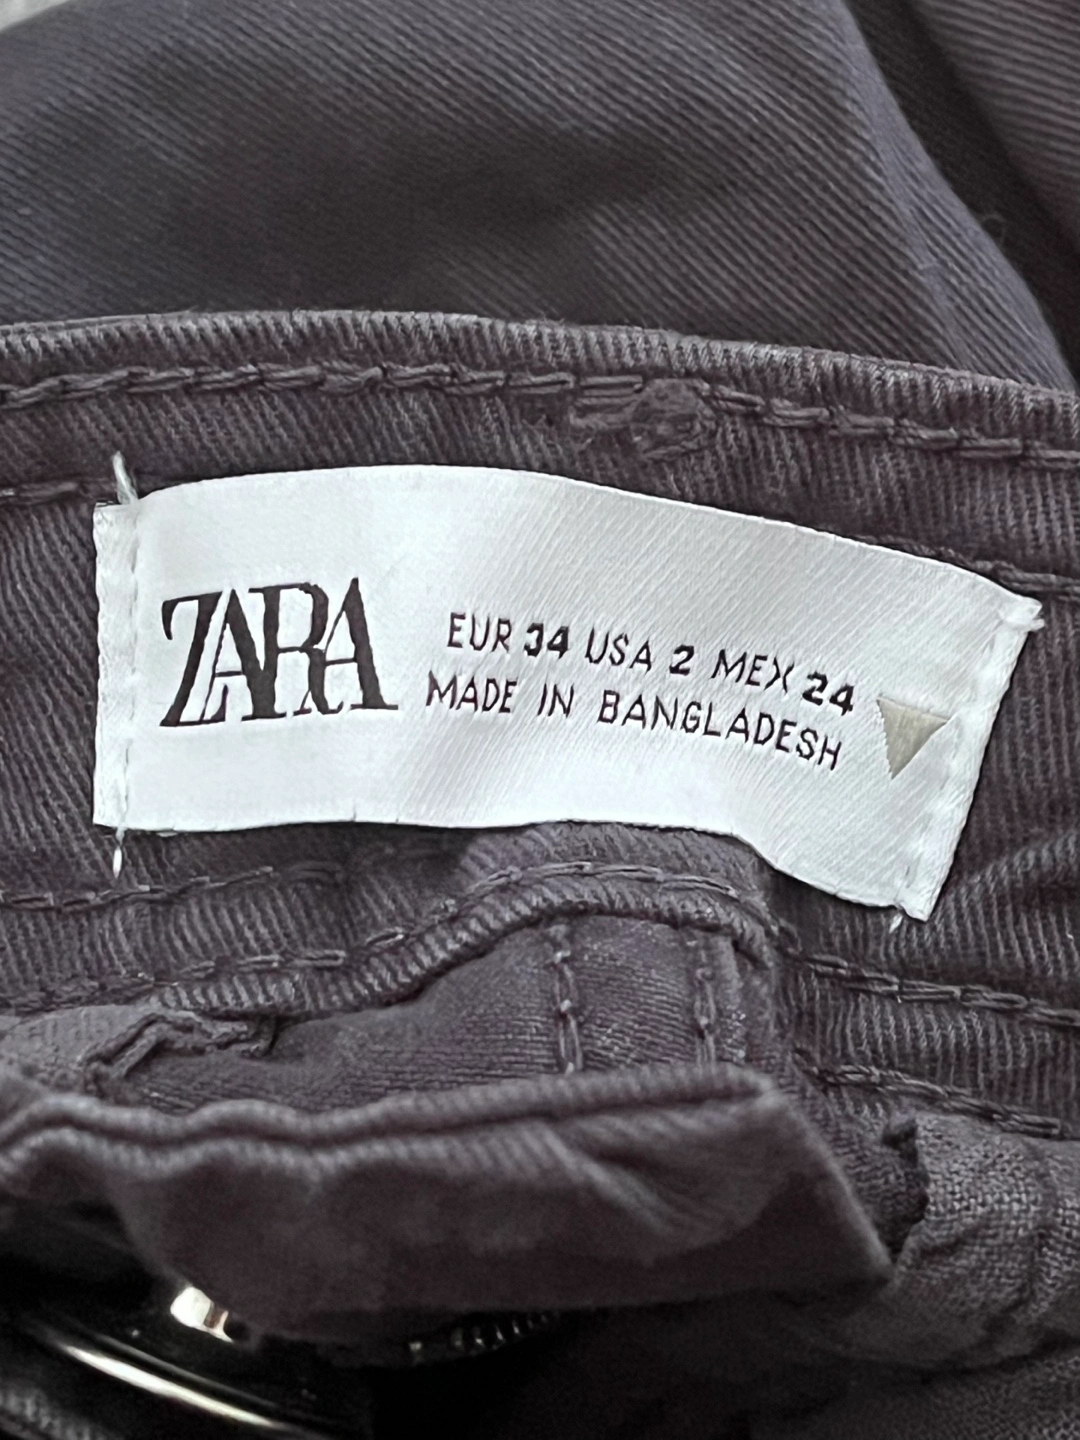 ZARA
EUR 34 USA 2 MEX 24
MADE IN BANGLADESH